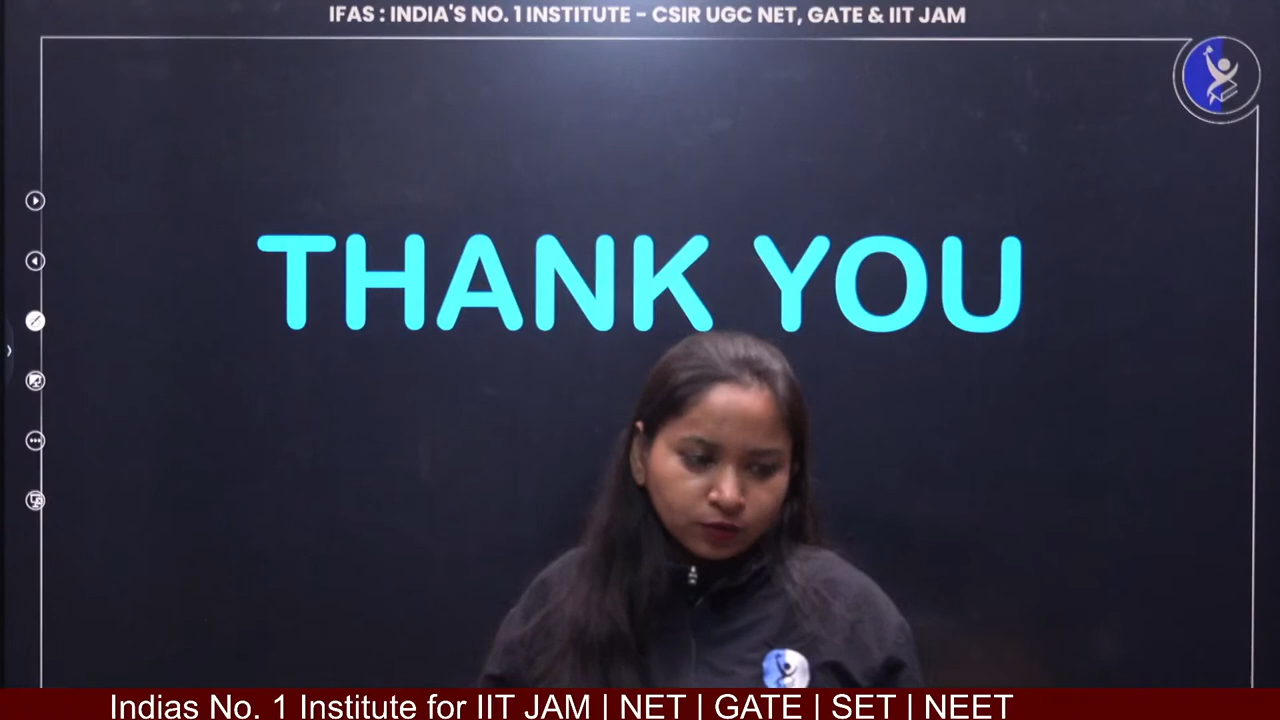 IFAS : INDIA'S NO. 1 INSTITUTE - CSIR UGC NET, GATE & IIT JAM
THANK YOU
Indias No. 1 Institute for IIT JAM | NET | GATE | SET | NEET